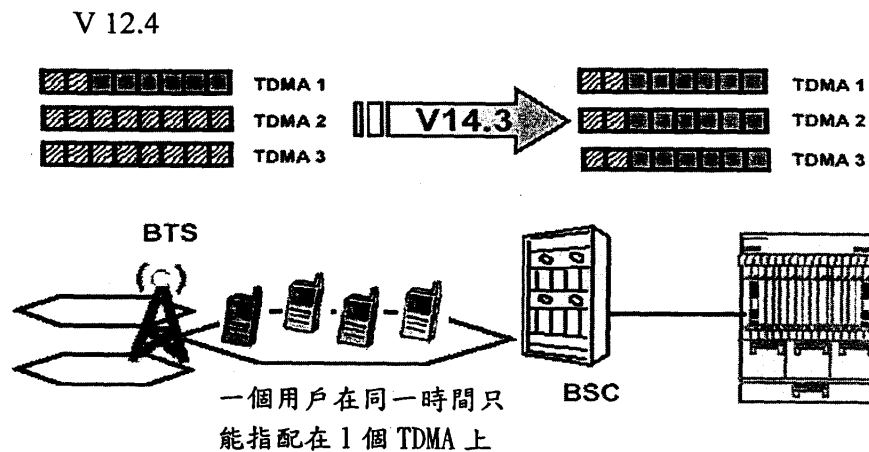 V 12.4
TDMA 1
TDMA 2
TDMA 3
V14.3
TDMA 1
TDMA 2
TDMA 3
BTS
BSC
一個用戶在同一時間只
能指配在 1 個 TDMA 上